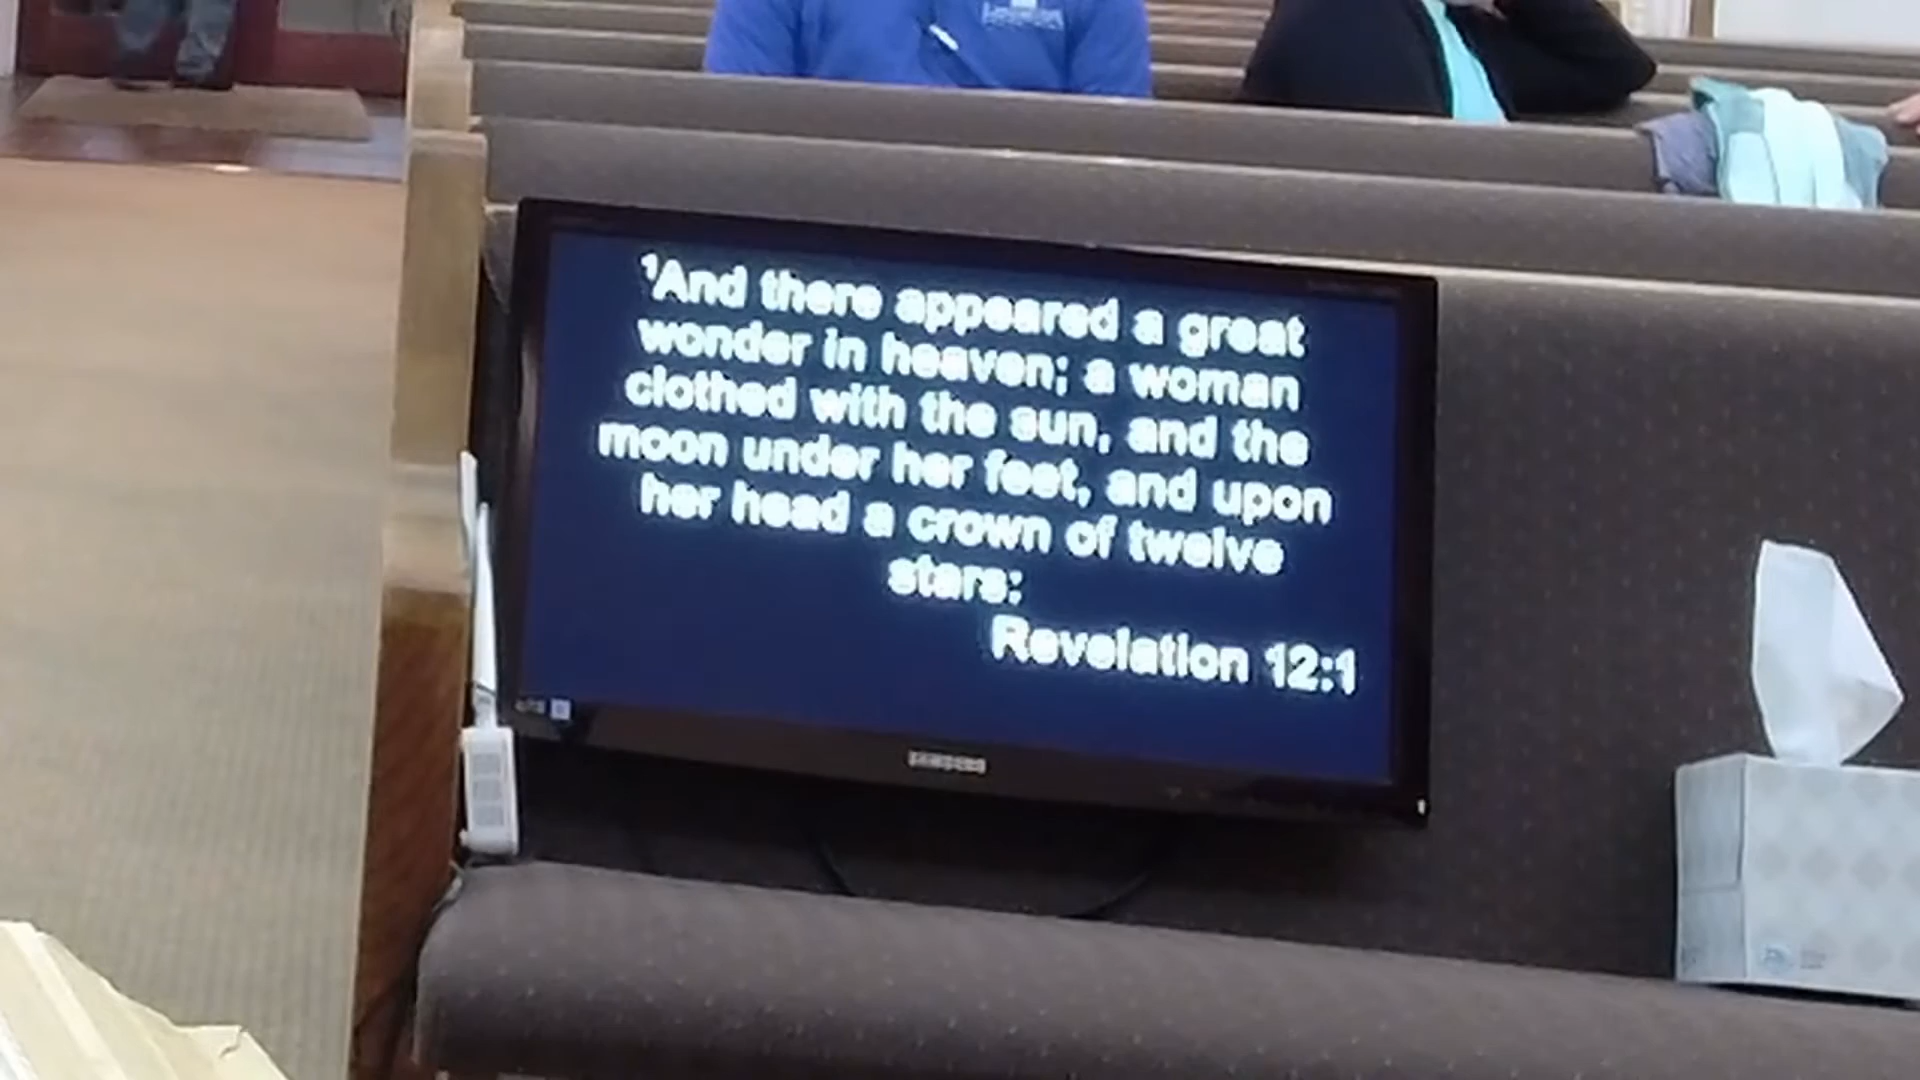 ¹And there appeared a great
wonder in heaven; a woman
clothed with the sun, and the
moon under her feet, and upon
her head a crown of twelve
stars:
Revelation 12:1
SAMSUNG